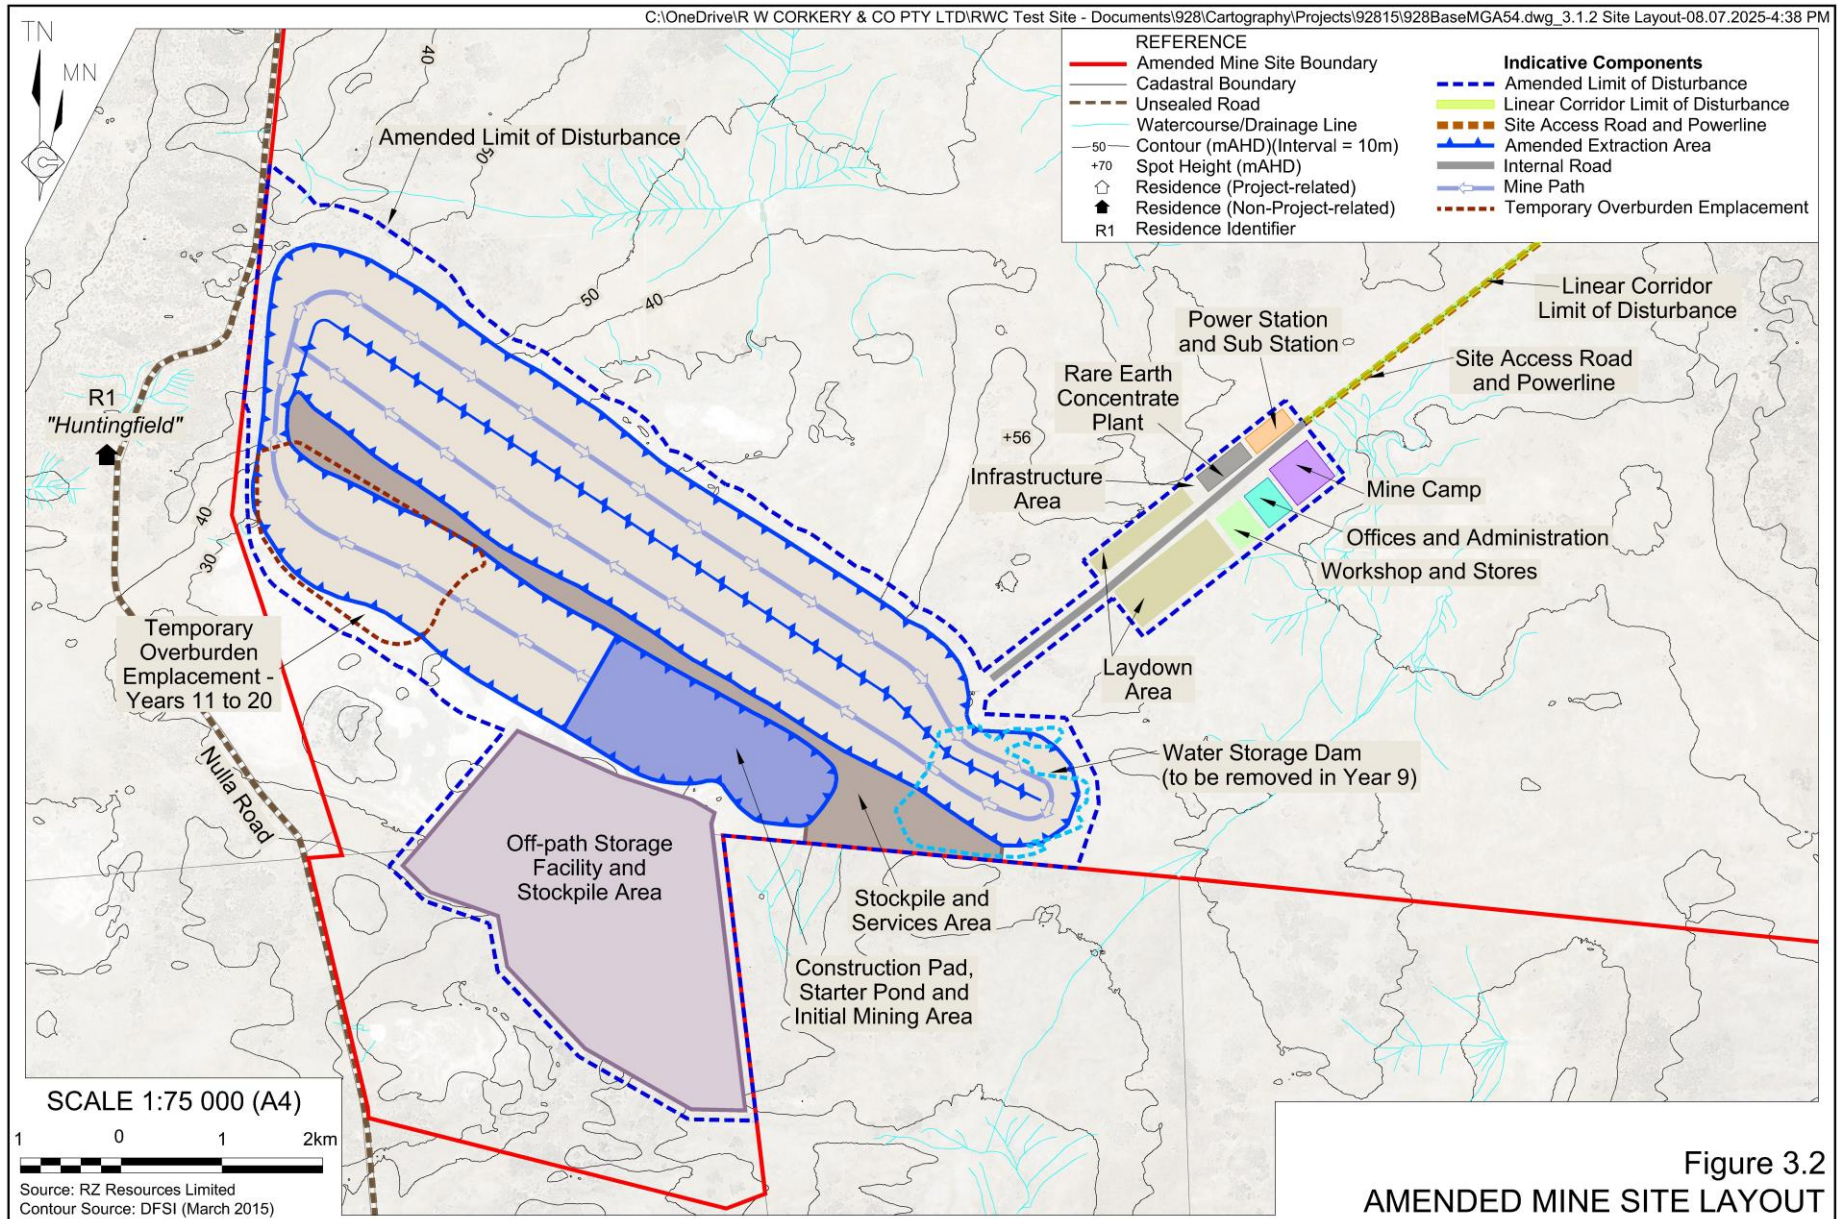 C:\OneDrive\R W CORKERY & CO PTY LTD\RWC Test Site - Documents\928\Cartography\Projects\92815\928BaseMGA54.dwg_3.1.2 Site Layout-08.07.2025-4:38 PM
TN
MN
REFERENCE
Amended Mine Site Boundary
Cadastral Boundary
Unsealed Road
Watercourse/Drainage Line
50 Contour (mAHD)(Interval = 10m)
+70 Spot Height (mAHD)
Residence (Project-related)
Residence (Non-Project-related)
R1 Residence Identifier
Indicative Components
Amended Limit of Disturbance
Linear Corridor Limit of Disturbance
Site Access Road and Powerline
Amended Extraction Area
Internal Road
Mine Path
Temporary Overburden Emplacement
40
Amended Limit of Disturbance
50
50
40
Linear Corridor
Limit of Disturbance
Power Station
and Sub Station
Site Access Road
and Powerline
Rare Earth
Concentrate
Plant
R1
"Huntingfield"
+56
Infrastructure
Area
Mine Camp
40
30
Offices and Administration
Workshop and Stores
Temporary
Overburden
Emplacement -
Years 11 to 20
Laydown
Area
Nulla Road
Water Storage Dam
(to be removed in Year 9)
Off-path Storage
Facility and
Stockpile Area
Stockpile and
Services Area
Construction Pad,
Starter Pond and
Initial Mining Area
SCALE 1:75 000 (A4)
1 0 1 2km
Source: RZ Resources Limited
Contour Source: DFSI (March 2015)
Figure 3.2
AMENDED MINE SITE LAYOUT